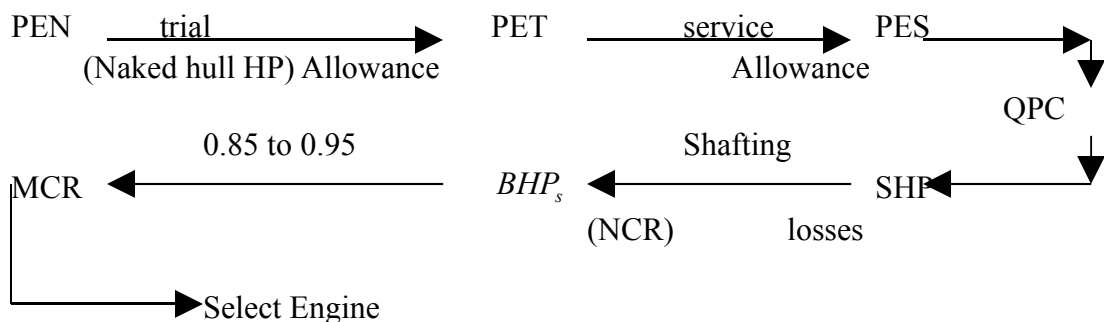 PEN trial PET service PES
(Naked hull HP) Allowance Allowance
QPC
0.85 to 0.95 Shafting
MCR BHPₛ SHP
(NCR) losses
Select Engine